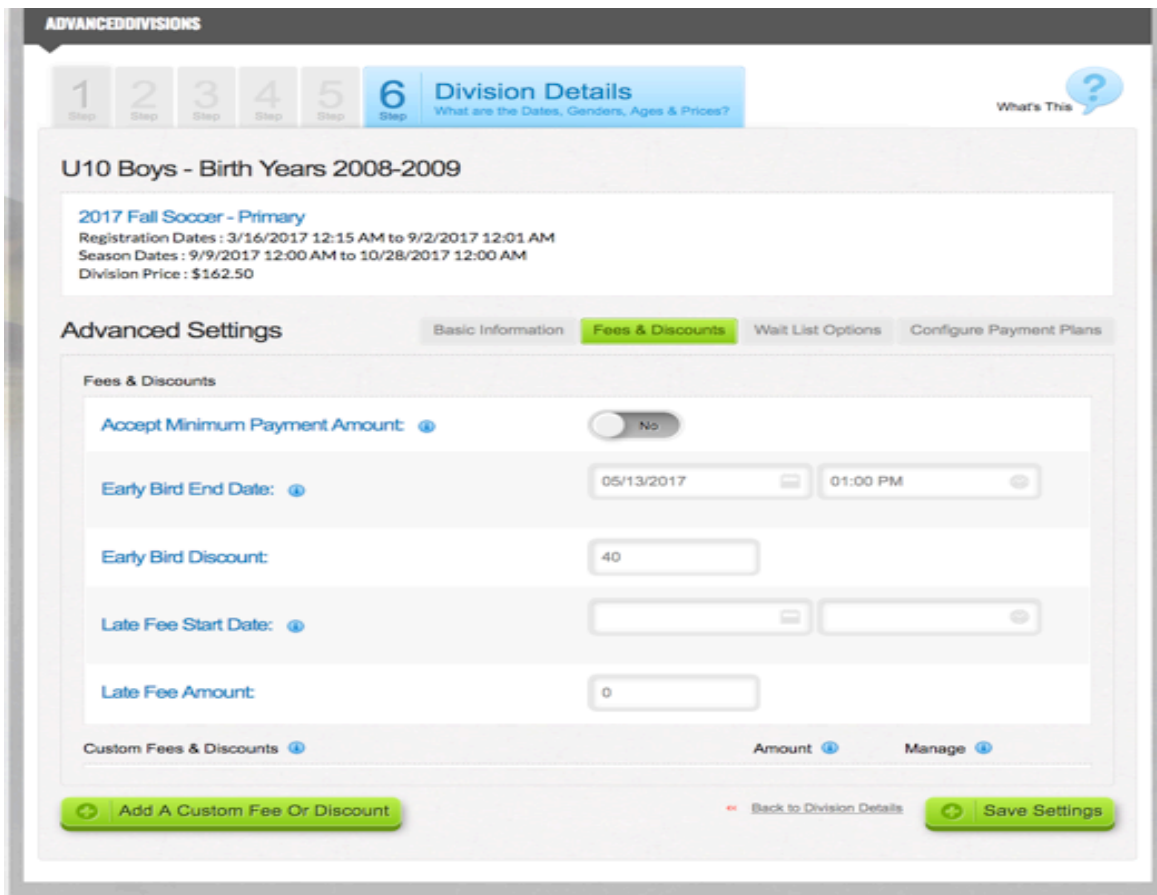 ADVANCEDDIVISIONS
1 Step 2 Step 3 Step 4 Step 5 Step 6 Step
Division Details
What are the Dates, Genders, Ages & Prices?
What's This ?
U10 Boys - Birth Years 2008-2009
2017 Fall Soccer - Primary
Registration Dates : 3/16/2017 12:15 AM to 9/2/2017 12:01 AM
Season Dates : 9/9/2017 12:00 AM to 10/28/2017 12:00 AM
Division Price : $162.50
Advanced Settings Basic Information Fees & Discounts Wait List Options Configure Payment Plans
Fees & Discounts
Accept Minimum Payment Amount: No
Early Bird End Date: 05/13/2017 01:00 PM
Early Bird Discount: 40
Late Fee Start Date:
Late Fee Amount: 0
Custom Fees & Discounts Amount Manage
Add A Custom Fee Or Discount Back to Division Details Save Settings